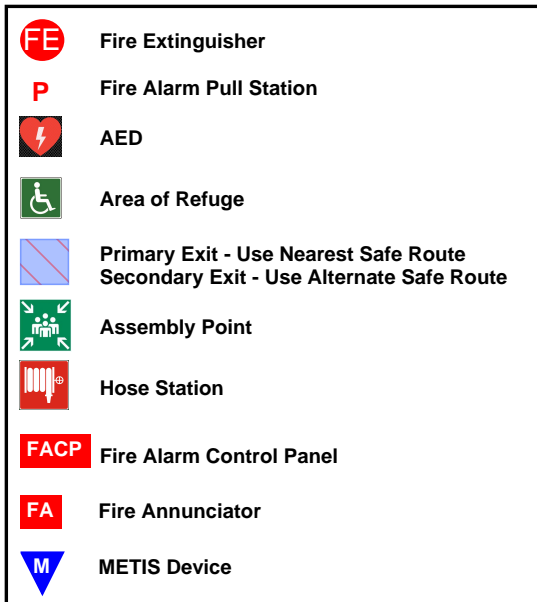 FE Fire Extinguisher
P Fire Alarm Pull Station
AED
Area of Refuge
Primary Exit - Use Nearest Safe Route
Secondary Exit - Use Alternate Safe Route
Assembly Point
Hose Station
FACP Fire Alarm Control Panel
FA Fire Annunciator
M METIS Device